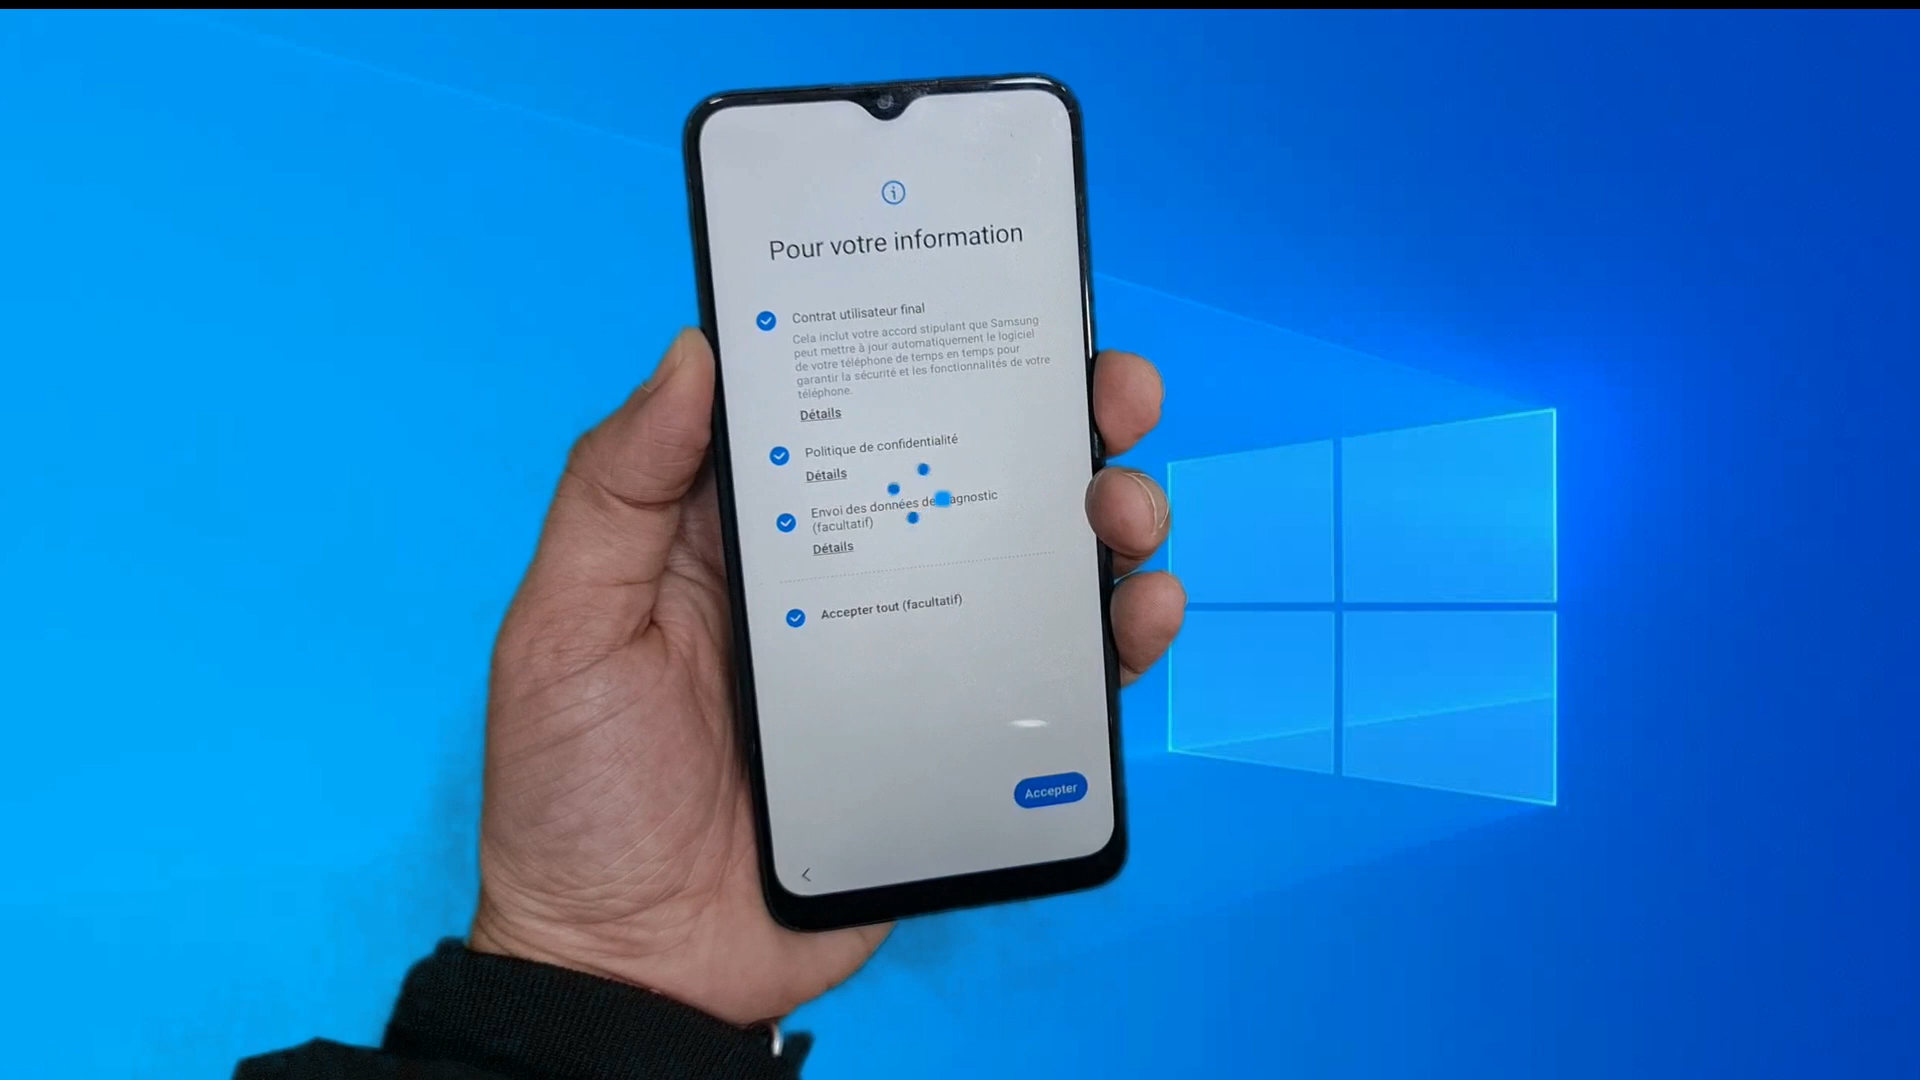 Pour votre information
Contrat utilisateur final
Cela inclut votre accord stipulant que Samsung
peut mettre à jour automatiquement le logiciel
de votre téléphone de temps en temps pour
garantir la sécurité et les fonctionnalités de votre
téléphone.
Détails
Politique de confidentialité
Détails
Envoi des données de agnostic
(facultatif)
Détails
Accepter tout (facultatif)
Accepter